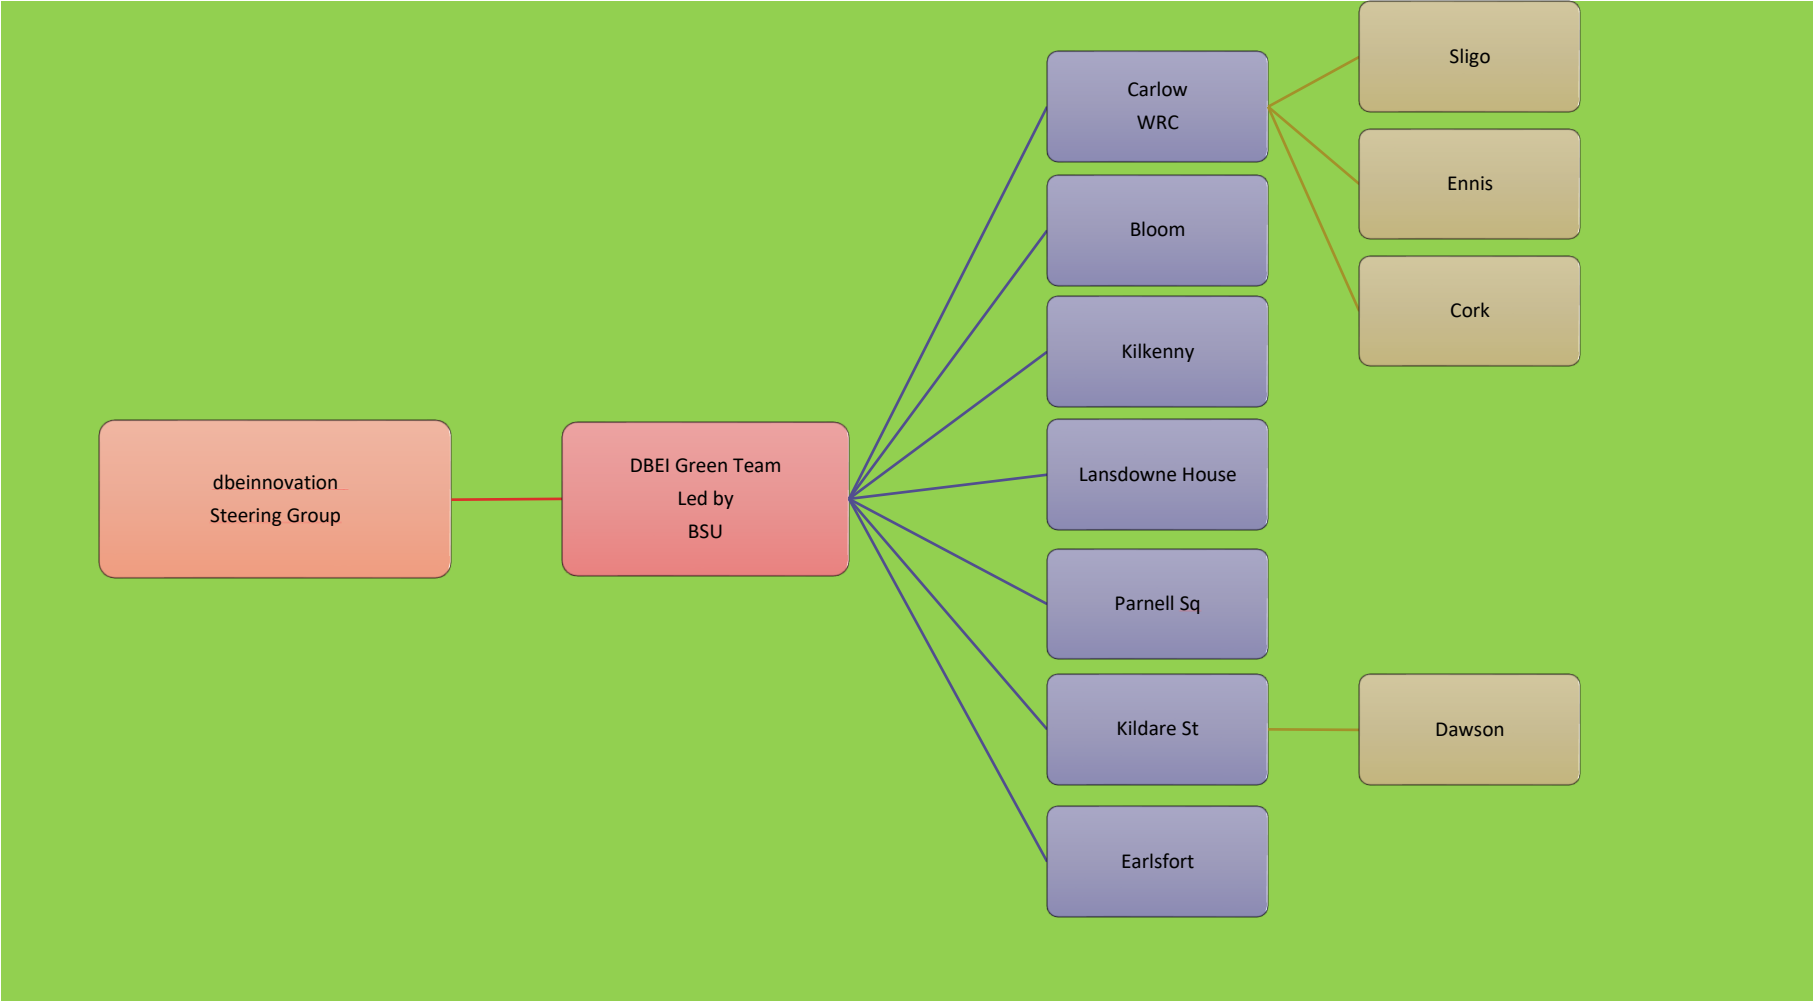 dbeinnovation
Steering Group
DBEI Green Team
Led by
BSU
Carlow
WRC
Bloom
Kilkenny
Lansdowne House
Parnell Sq
Kildare St
Earlsfort
Sligo
Ennis
Cork
Dawson